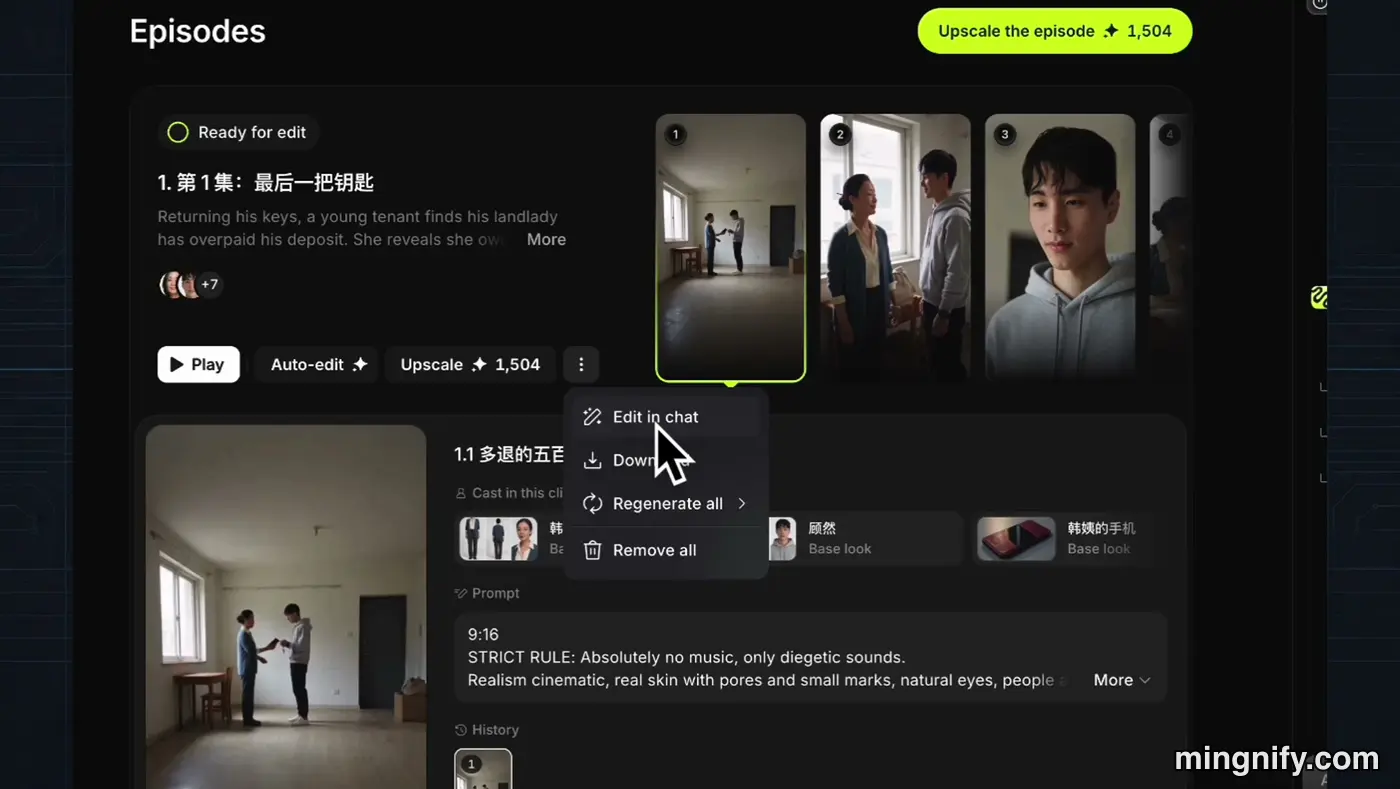 Episodes
Upscale the episode 1,504
Ready for edit
1. 第1集：最后一把钥匙
Returning his keys, a young tenant finds his landlady
has overpaid his deposit. She reveals she
More
+7
Play
Auto-edit
Upscale 1,504
1
2
3
4
Edit in chat
Regenerate all
Remove all
1.1 多退的五百
Cast in this
韩
顾然
Base look
韩姨的手机
Base look
Prompt
9:16
STRICT RULE: Absolutely no music, only diegetic sounds.
Realism cinematic, real skin with pores and small marks, natural eyes, people
More
History
1
mingnify.com